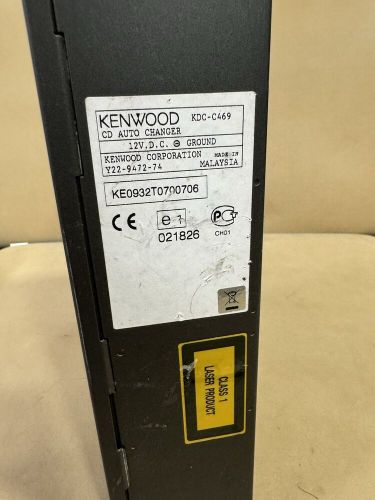 KENWOOD KDC-C469
CD AUTO CHANGER
12V.D.C. ⊖ GROUND
KENWOOD CORPORATION MADE-IN
Y22-9472-74 MALAYSIA
KE0932T0700706
CE e1 PC
021826 CH01
CLASS 1
LASER PRODUCT